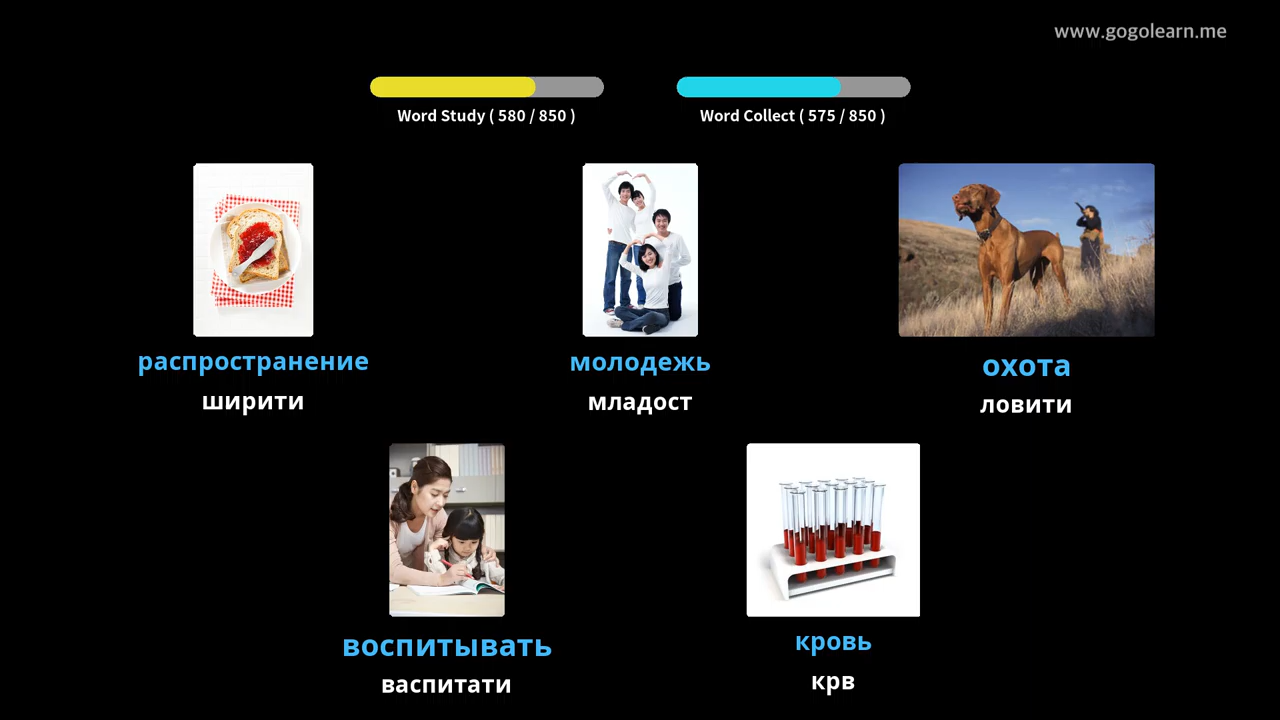 www.gogolearn.me
Word Study ( 580 / 850 )
Word Collect ( 575 / 850 )
распространение
ширити
молодежь
младост
охота
ловити
воспитывать
васпитати
кровь
крв